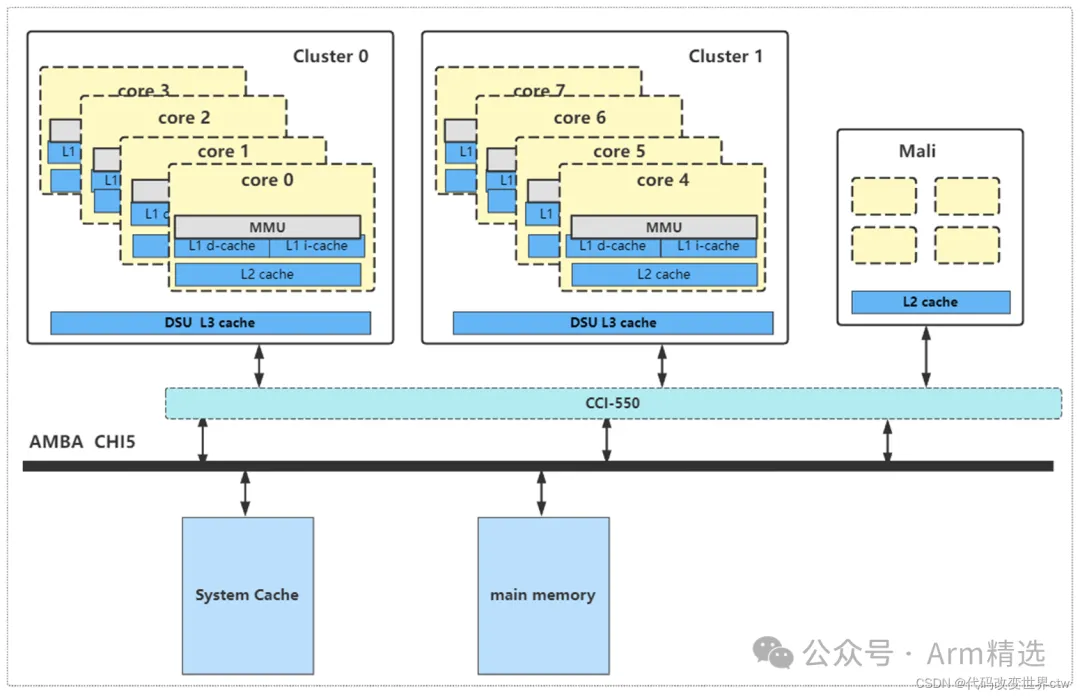 Cluster 0
core 3
core 2
core 1
core 0
L1
L1
L1 d
MMU
L1 d-cache
L1 i-cache
L2 cache
DSU L3 cache
Cluster 1
core 7
core 6
core 5
core 4
L1
L1
L1
MMU
L1 d-cache
L1 i-cache
L2 cache
DSU L3 cache
Mali
L2 cache
CCI-550
AMBA CHI5
System Cache
main memory
公众号 · Arm精选
CSDN @代码改变世界ctw